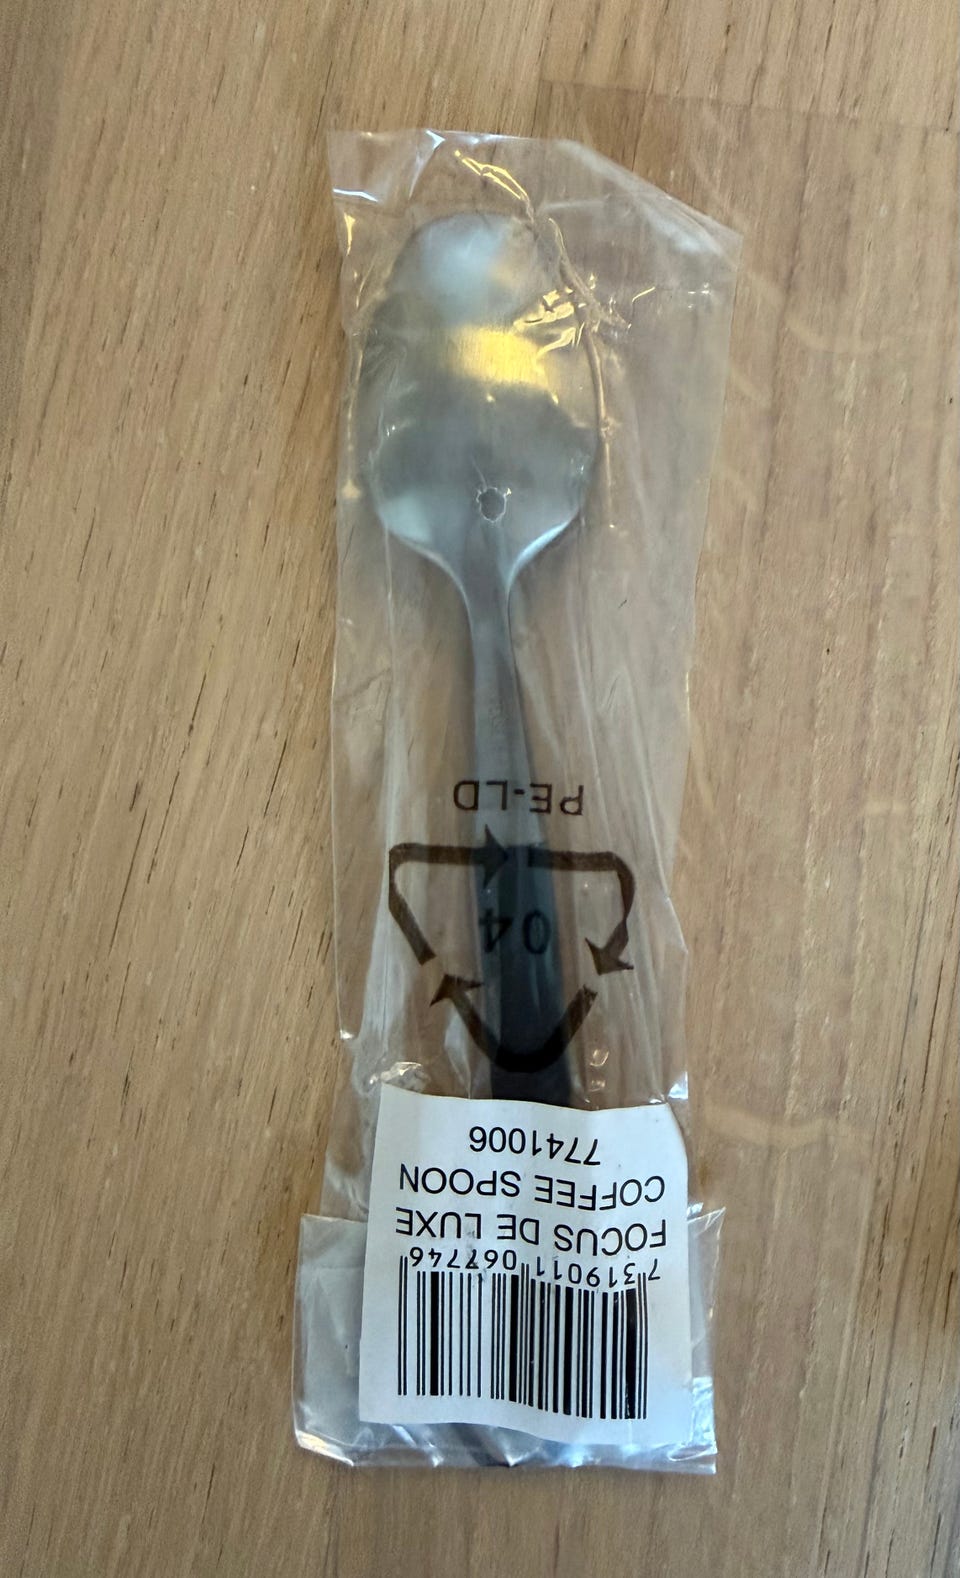 7 319011 067746
FOCUS DE LUXE
COFFEE SPOON
7741006
04
PE-LD